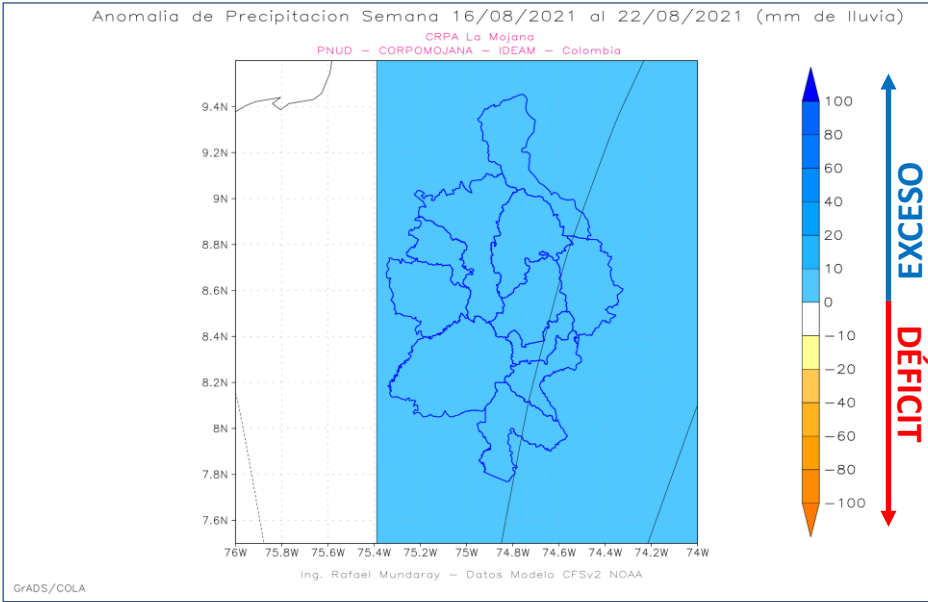 Anomalia de Precipitacion Semana 16/08/2021 al 22/08/2021 (mm de lluvia)
CRPA La Mojana
PNUD – CORPOMOJANA – IDEAM – Colombia
9.4N
9.2N
9N
8.8N
8.6N
8.4N
8.2N
8N
7.8N
7.6N
76W 75.8W 75.6W 75.4W 75.2W 75W 74.8W 74.6W 74.4W 74.2W 74W
100
80
60
40
20
10
0
−10
−20
−40
−60
−80
−100
EXCESO
DÉFICIT
Ing. Rafael Mundaray – Datos Modelo CFSv2 NOAA
GrADS/COLA